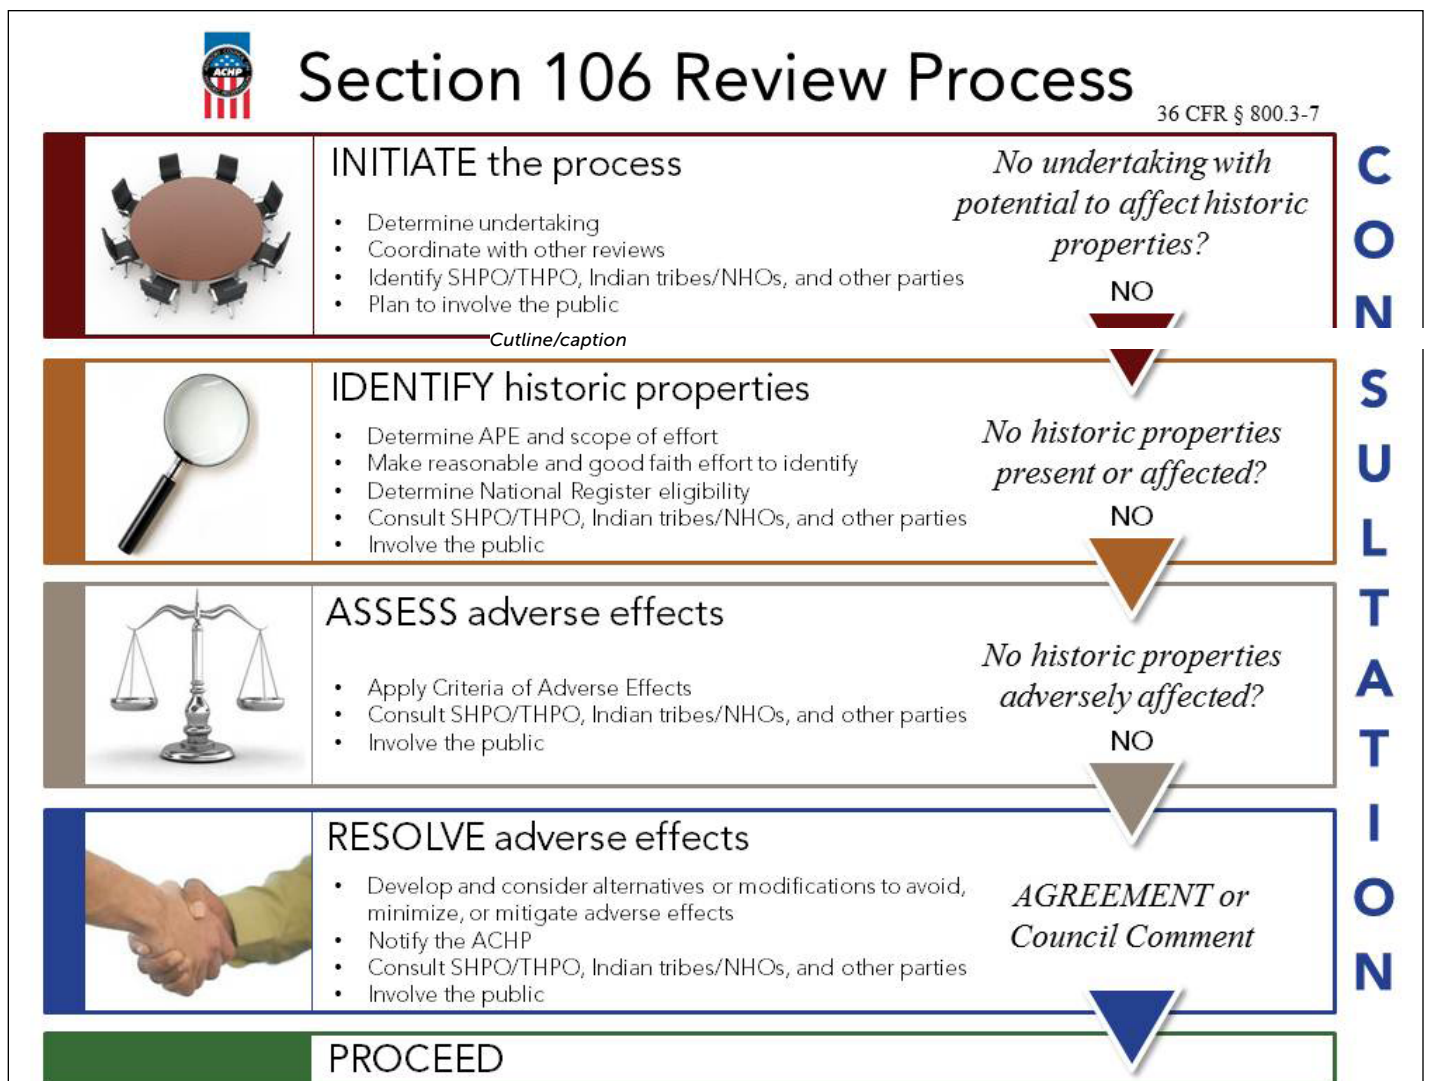 ACHP
Section 106 Review Process
36 CFR § 800.3-7
INITIATE the process
• Determine undertaking
• Coordinate with other reviews
• Identify SHPO/THPO, Indian tribes/NHOs, and other parties
• Plan to involve the public
No undertaking with
potential to affect historic
properties?
NO
Cutline/caption
IDENTIFY historic properties
• Determine APE and scope of effort
• Make reasonable and good faith effort to identify
• Determine National Register eligibility
• Consult SHPO/THPO, Indian tribes/NHOs, and other parties
• Involve the public
No historic properties
present or affected?
NO
ASSESS adverse effects
• Apply Criteria of Adverse Effects
• Consult SHPO/THPO, Indian tribes/NHOs, and other parties
• Involve the public
No historic properties
adversely affected?
NO
RESOLVE adverse effects
• Develop and consider alternatives or modifications to avoid,
minimize, or mitigate adverse effects
• Notify the ACHP
• Consult SHPO/THPO, Indian tribes/NHOs, and other parties
• Involve the public
AGREEMENT or
Council Comment
PROCEED
CONSULTATION